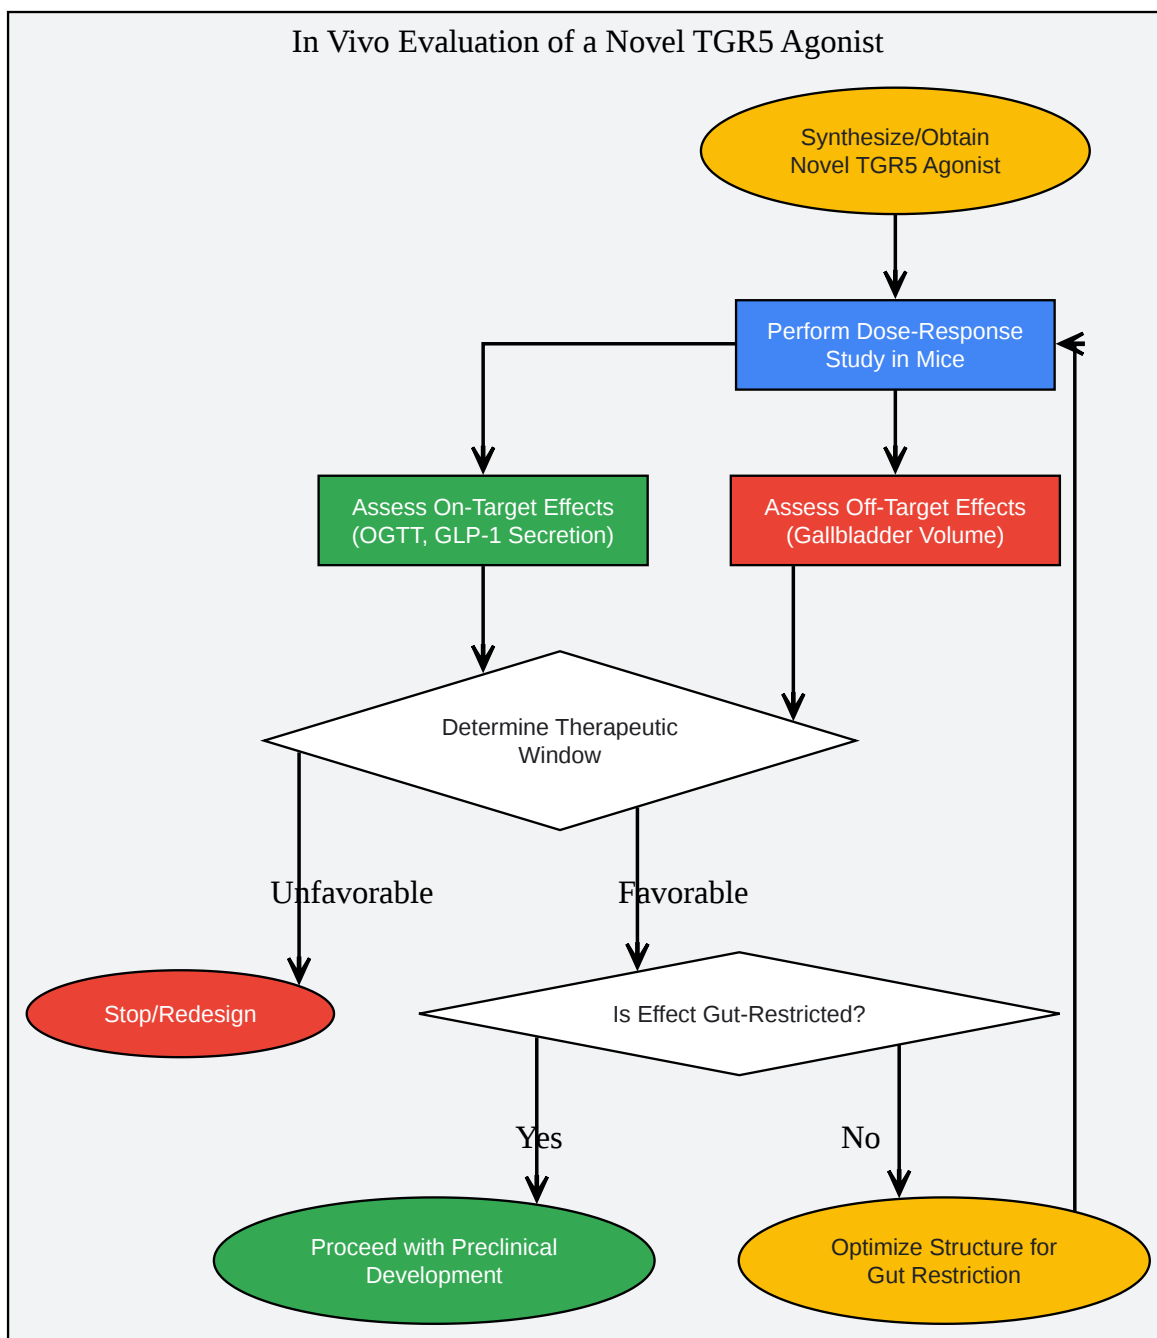 In Vivo Evaluation of a Novel TGR5 Agonist
Synthesize/Obtain
Novel TGR5 Agonist
Perform Dose-Response
Study in Mice
Assess On-Target Effects
(OGTT, GLP-1 Secretion)
Assess Off-Target Effects
(Gallbladder Volume)
Determine Therapeutic
Window
Unfavorable
Favorable
Stop/Redesign
Is Effect Gut-Restricted?
Yes
No
Proceed with Preclinical
Development
Optimize Structure for
Gut Restriction